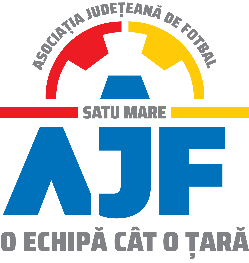 ASOCIAȚIA JUDEȚEANĂ DE FOTBAL
SATU MARE
AJF
O ECHIPĂ CÂT O ȚARĂ